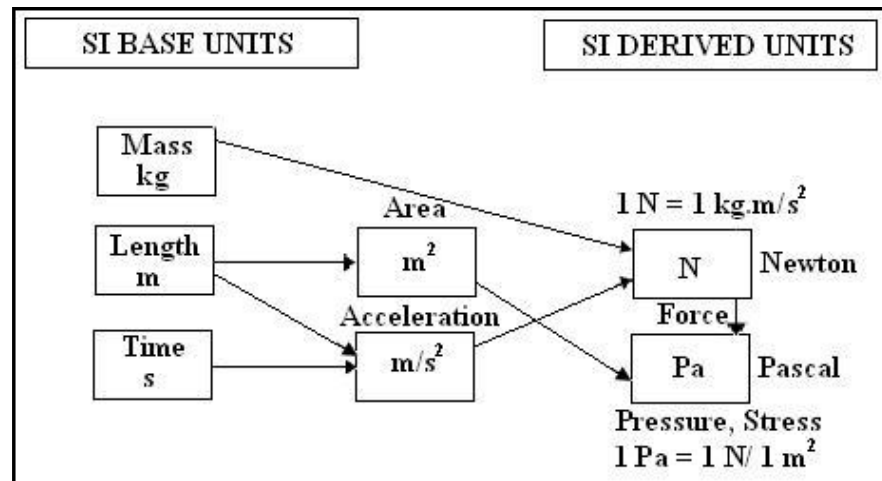 SI BASE UNITS
SI DERIVED UNITS
Mass
kg
1 N = 1 kg.m/s²
Area
Length
m
m²
N
Newton
Acceleration
Force
Time
s
m/s²
Pa
Pascal
Pressure, Stress
1 Pa = 1 N/ 1 m²